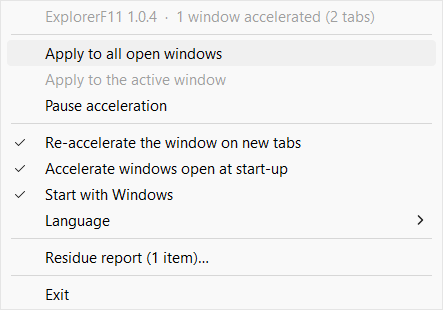 ExplorerF11 1.0.4 · 1 window accelerated (2 tabs)
Apply to all open windows
Apply to the active window
Pause acceleration
Re-accelerate the window on new tabs
Accelerate windows open at start-up
Start with Windows
Language
Residue report (1 item)...
Exit